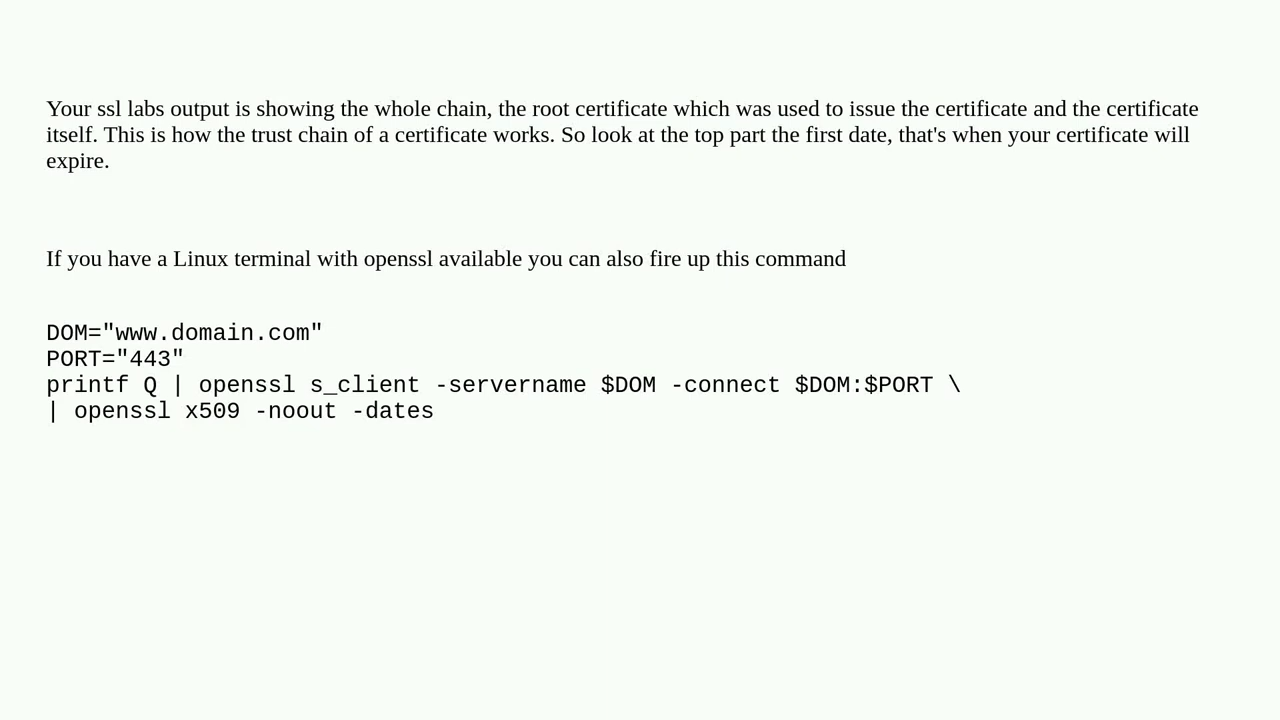 Your ssl labs output is showing the whole chain, the root certificate which was used to issue the certificate and the certificate
itself. This is how the trust chain of a certificate works. So look at the top part the first date, that's when your certificate will
expire.
If you have a Linux terminal with openssl available you can also fire up this command
DOM="www.domain.com"
PORT="443"
printf Q | openssl s_client -servername $DOM -connect $DOM:$PORT \
| openssl x509 -noout -dates